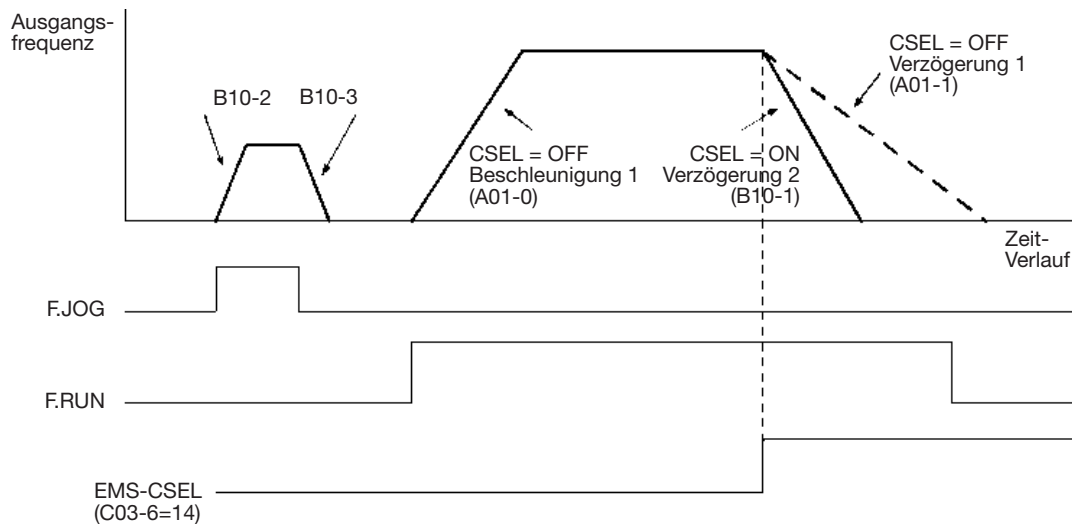 Ausgangs-
frequenz
B10-2
B10-3
CSEL = OFF
Beschleunigung 1
(A01-0)
CSEL = ON
Verzögerung 2
(B10-1)
CSEL = OFF
Verzögerung 1
(A01-1)
Zeit-
Verlauf
F.JOG
F.RUN
EMS-CSEL
(C03-6=14)